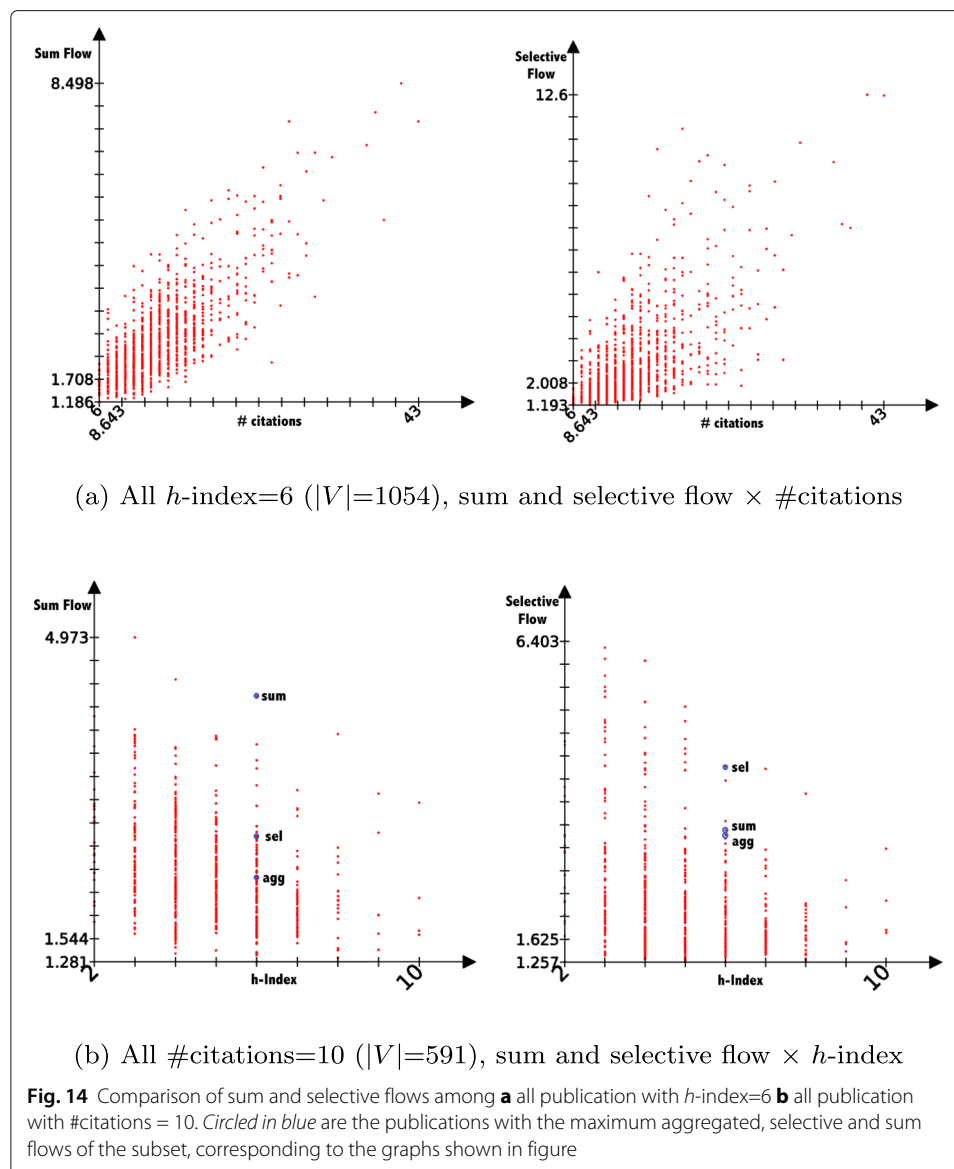 Sum Flow
8.498
1.708
1.186
6
8.643
# citations
43
Selective
Flow
12.6
2.008
1.193
6
8.643
# citations
43
(a) All h-index=6 (|V|=1054), sum and selective flow × #citations
Sum Flow
4.973
sum
sel
agg
1.544
1.281
2
h-Index
10
Selective
Flow
6.403
sel
sum
agg
1.625
1.257
2
h-Index
10
(b) All #citations=10 (|V|=591), sum and selective flow × h-index
Fig. 14 Comparison of sum and selective flows among a all publication with h-index=6 b all publication
with #citations = 10. Circled in blue are the publications with the maximum aggregated, selective and sum
flows of the subset, corresponding to the graphs shown in figure